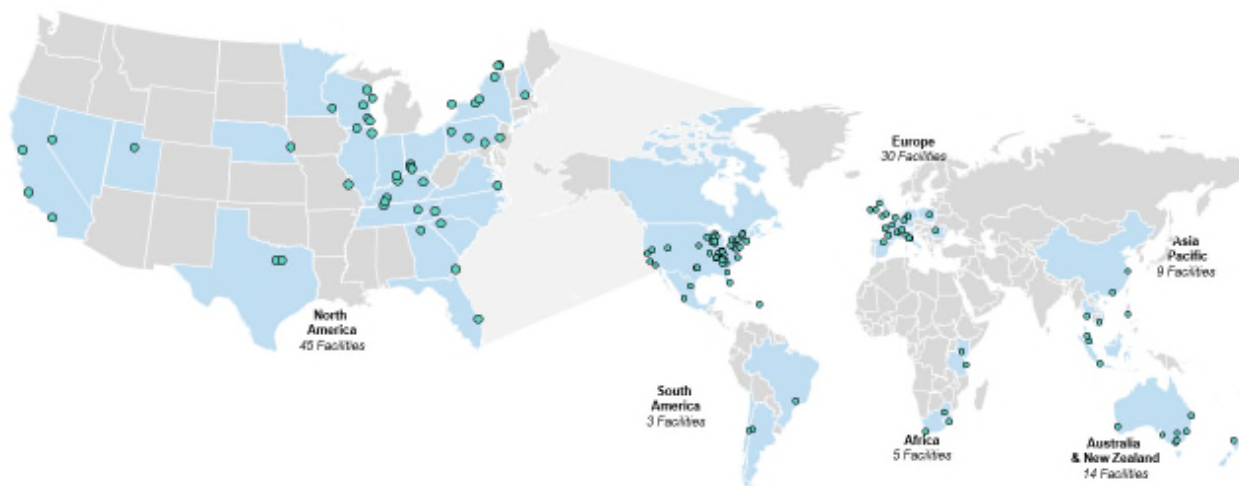 North
America
45 Facilities
South
America
3 Facilities
Europe
30 Facilities
Africa
5 Facilities
Asia
Pacific
9 Facilities
Australia
& New Zealand
14 Facilities